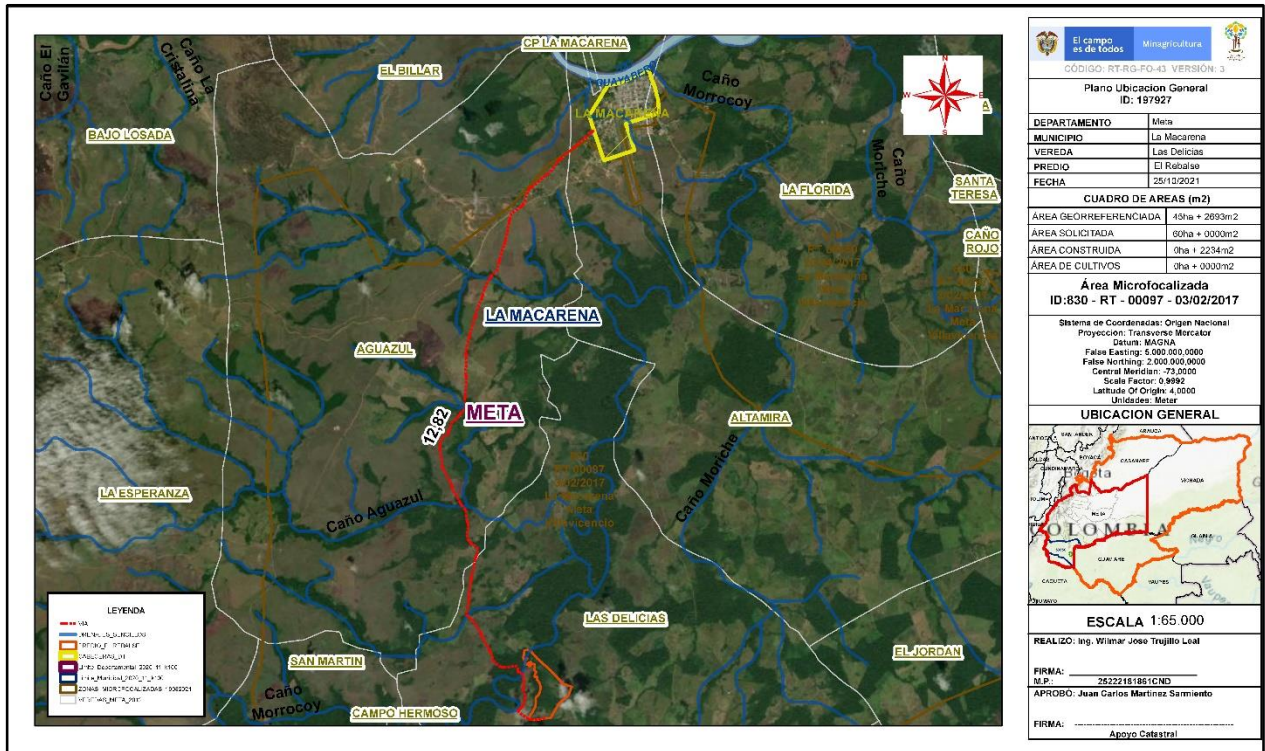 CP LA MACARENA
EL BILLAR
Caño El
Gavilán
Caño La
Cristalina
BAJO LOSADA
Caño
Morrocoy
LA MACARENA
N
W
E
S
Caño
Moriche
LA FLORIDA
SANTA
TERESA
CAÑO
ROJO
LA MACARENA
AGUAZUL
META
12,82
ALTAMIRA
LA ESPERANZA
Caño Aguazul
Caño Moriche
LAS DELICIAS
EL JORDAN
SAN MARTIN
Caño
Morrocoy
CAMPO HERMOSO
LEYENDA
VIA
El campo
es de todos
Minagricultura
CÓDIGO: RT-RG-FO-43 VERSIÓN: 3
Plano Ubicacion General
ID: 197927
DEPARTAMENTO Meta
MUNICIPIO La Macarena
VEREDA Las Delicias
PREDIO El Rebalse
FECHA 25/10/2021
CUADRO DE AREAS (m2)
ÁREA GEORREFERENCIADA 45ha + 2693m2
ÁREA SOLICITADA 60ha + 0000m2
ÁREA CONSTRUIDA 0ha + 2234m2
ÁREA DE CULTIVOS 0ha + 0000m2
Área Microfocalizada
ID:830 - RT - 00097 - 03/02/2017
Sistema de Coordenadas: Origen Nacional
Proyeccion: Transverse Mercator
Datum: MAGNA
False Easting: 5.000.000,0000
False Northing: 2.000.000,0000
Central Meridian: -73,0000
Scale Factor: 0,9992
Latitude Of Origin: 4,0000
Unidades: Meter
UBICACION GENERAL
ARAUCA
BOYACA
CASANARE
VICHADA
Bogota
META
COLOMBIA
GUAVIARE
CAQUETA
VAUPES
ESCALA 1:65.000
REALIZO: Ing. Wilmar Jose Trujillo Leal
FIRMA:
M.P.: 25222181861CND
APROBÓ: Juan Carlos Martinez Sarmiento
FIRMA:
Apoyo Catastral